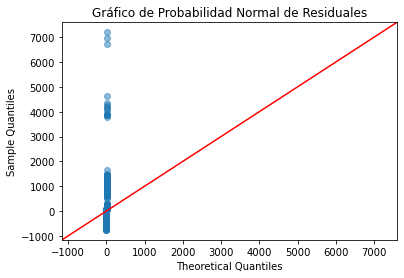 Gráfico de Probabilidad Normal de Residuales
7000
6000
5000
4000
3000
2000
1000
0
−1000
Sample Quantiles
−1000 0 1000 2000 3000 4000 5000 6000 7000
Theoretical Quantiles